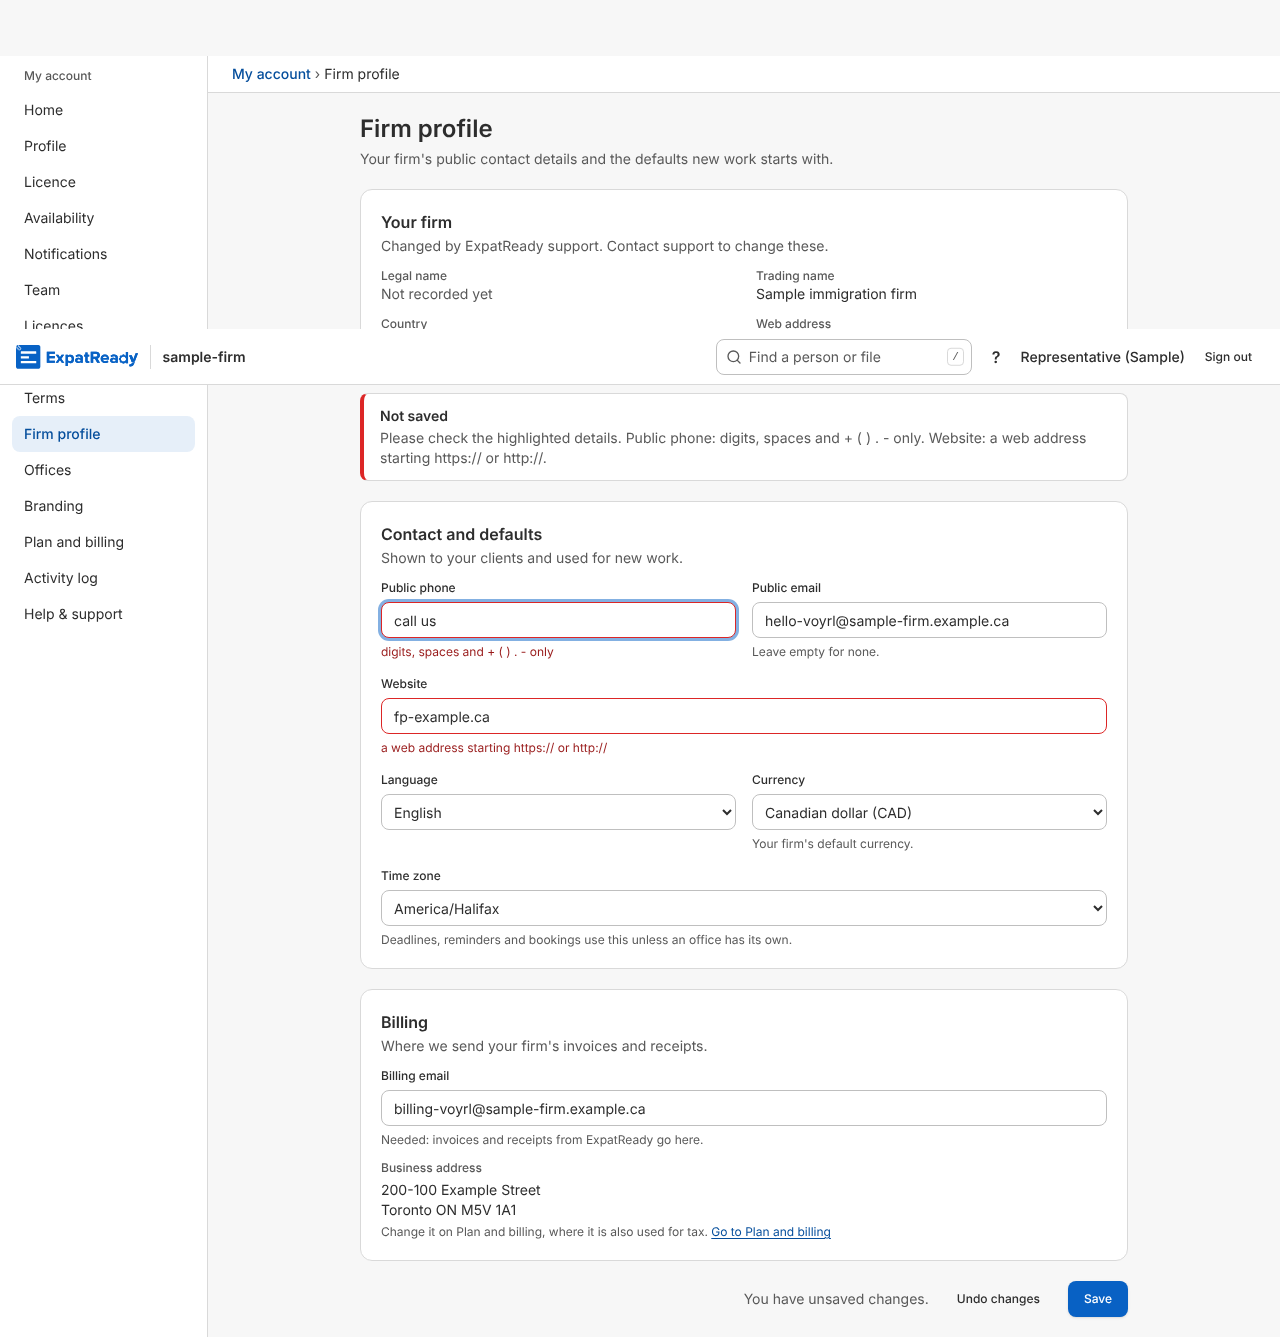 My account
Home
Profile
Licence
Availability
Notifications
Team
Licences
My account › Firm profile
Firm profile
Your firm's public contact details and the defaults new work starts with.
Your firm
Changed by ExpatReady support. Contact support to change these.
Legal name
Not recorded yet
Trading name
Sample immigration firm
Country
Web address
ExpatReady
sample-firm
Find a person or file
/
?
Representative (Sample)
Sign out
Terms
Firm profile
Offices
Branding
Plan and billing
Activity log
Help & support
Not saved
Please check the highlighted details. Public phone: digits, spaces and + ( ) . - only. Website: a web address
starting https:// or http://.
Contact and defaults
Shown to your clients and used for new work.
Public phone
call us
digits, spaces and + ( ) . - only
Public email
hello-voyrl@sample-firm.example.ca
Leave empty for none.
Website
fp-example.ca
a web address starting https:// or http://
Language
English
Currency
Canadian dollar (CAD)
Your firm's default currency.
Time zone
America/Halifax
Deadlines, reminders and bookings use this unless an office has its own.
Billing
Where we send your firm's invoices and receipts.
Billing email
billing-voyrl@sample-firm.example.ca
Needed: invoices and receipts from ExpatReady go here.
Business address
200-100 Example Street
Toronto ON M5V 1A1
Change it on Plan and billing, where it is also used for tax. Go to Plan and billing
You have unsaved changes.
Undo changes
Save